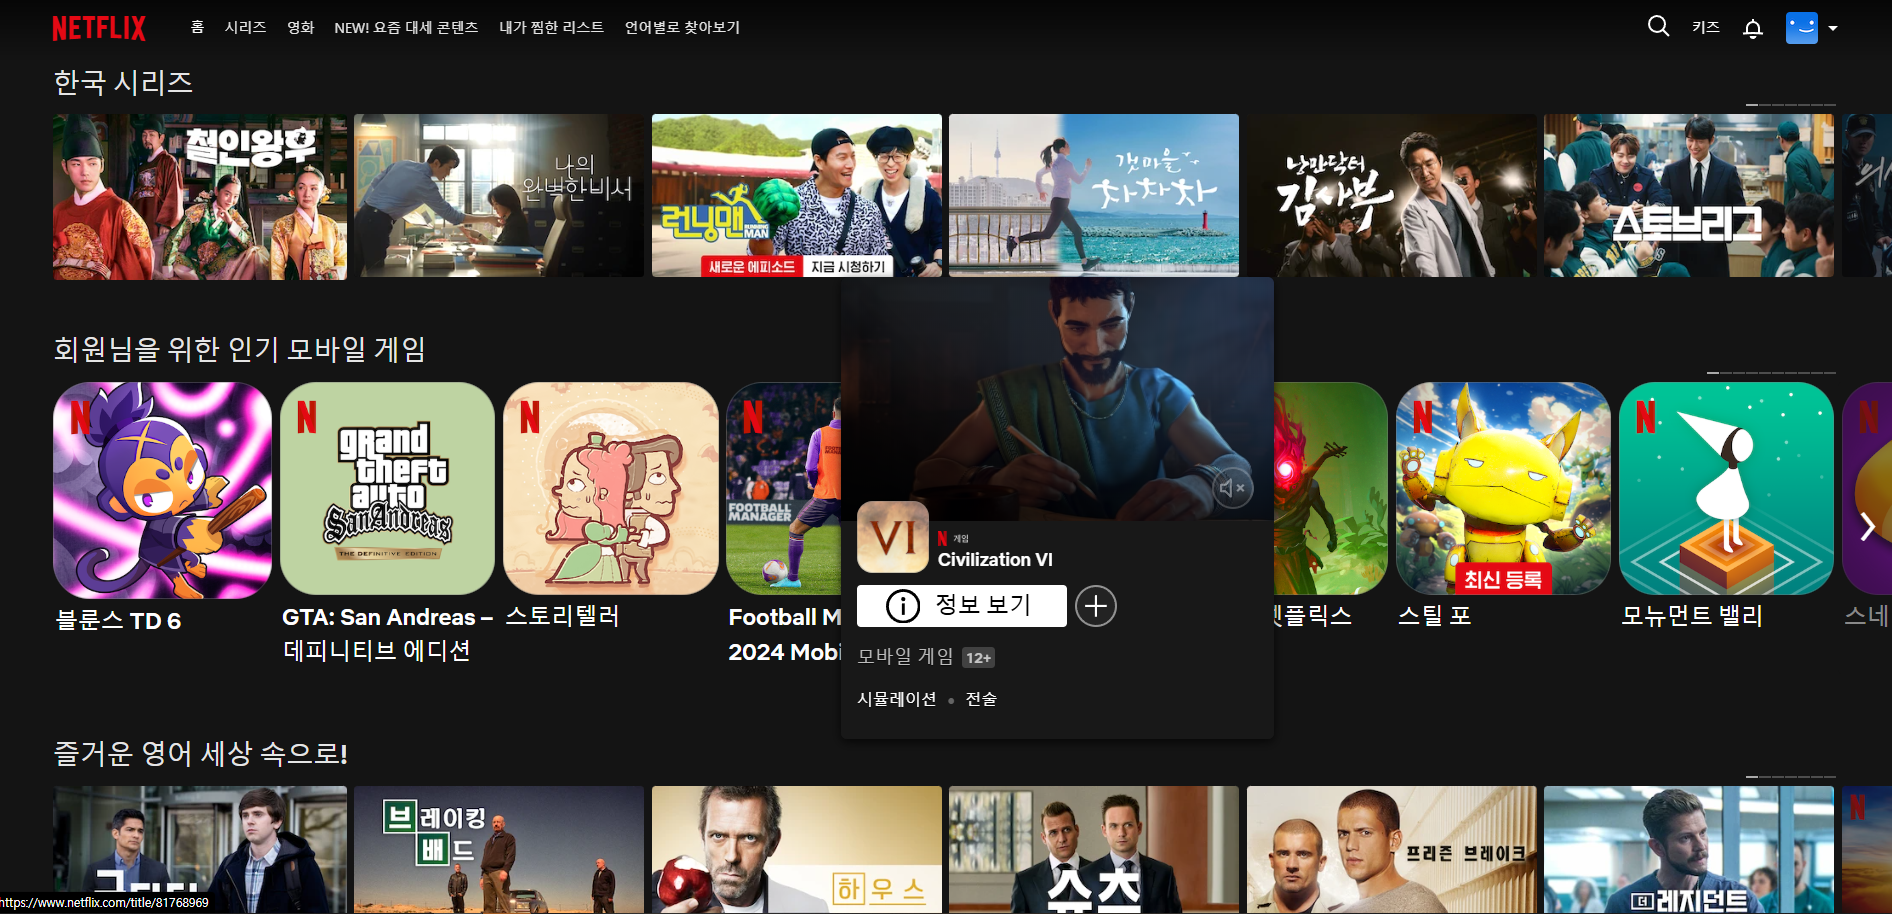 NETFLIX
홈
시리즈
영화
NEW! 요즘 대세 콘텐츠
내가 찜한 리스트
언어별로 찾아보기
키즈
한국 시리즈
철인왕후
나의
완벽한 비서
런닝맨
RUNNING
MAN
새로운 에피소드
지금 시청하기
갯마을
차차차
낭만닥터
김사부
스토브리그
회원님을 위한 인기 모바일 게임
N
N
grand
theft
auto
San Andreas
THE DEFINITIVE EDITION
N
N
FOOTBALL
MANAGER
N
최신 등록
N
N
VI
N 게임
Civilization VI
정보 보기
모바일 게임 12+
시뮬레이션 • 전술
블룬스 TD 6
GTA: San Andreas –
데피니티브 에디션
스토리텔러
Football M
2024 Mobi
넷플릭스
스틸 포
모뉴먼트 밸리
스네
즐거운 영어 세상 속으로!
브레이킹
배드
하우스
슈츠
프리즌 브레이크
더 레지던트
N
https://www.netflix.com/title/81768969